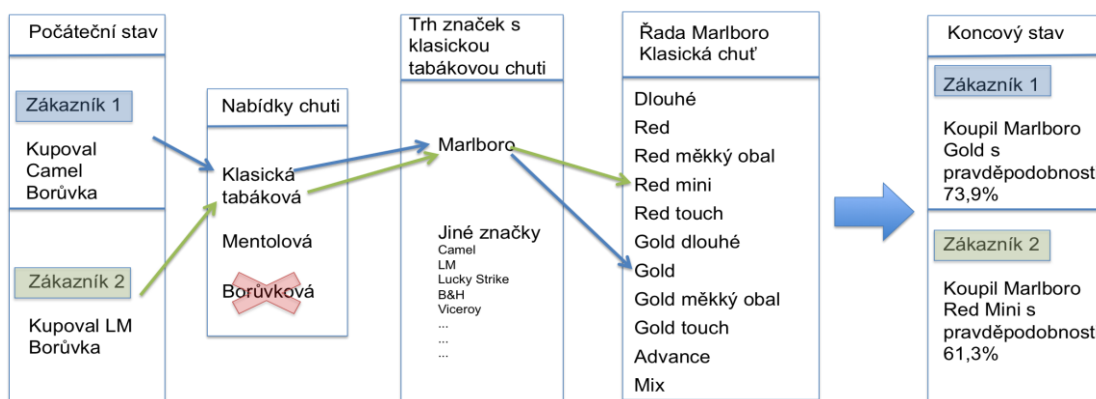 Počáteční stav
Zákazník 1
Kupoval
Camel
Borůvka
Zákazník 2
Kupoval LM
Borůvka
Nabídky chuti
Klasická
tabáková
Mentolová
Borůvková
Trh značek s
klasickou
tabákovou chuti
Marlboro
Jiné značky
Camel
LM
Lucky Strike
B&H
Viceroy
...
...
...
Řada Marlboro
Klasická chuť
Dlouhé
Red
Red měkký obal
Red mini
Red touch
Gold dlouhé
Gold
Gold měkký obal
Gold touch
Advance
Mix
Koncový stav
Zákazník 1
Koupil Marlboro
Gold s
pravděpodobnost
73,9%
Zákazník 2
Koupil Marlboro
Red Mini s
pravděpodobnost
61,3%